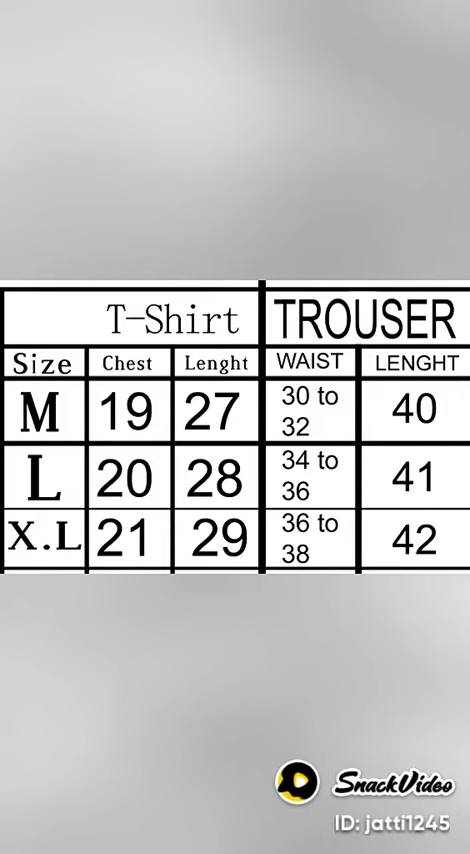 T-Shirt TROUSER
Size Chest Lenght WAIST LENGHT
M 19 27 30 to 32 40
L 20 28 34 to 36 41
X.L 21 29 36 to 38 42
SnackVideo
ID: jatti1245